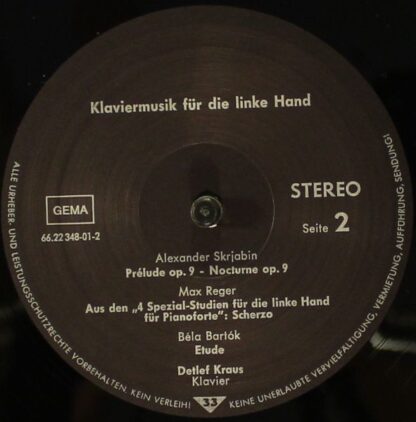 Klaviermusik für die linke Hand
GEMA
66.22 348-01-2
STEREO
Seite 2
Alexander Skrjabin
Prélude op. 9 - Nocturne op. 9
Max Reger
Aus den „4 Spezial-Studien für die linke Hand
für Pianoforte": Scherzo
Béla Bartók
Etude
Detlef Kraus
Klavier
33
ALLE URHEBER- UND LEISTUNGSSCHUTZRECHTE VORBEHALTEN. KEIN VERLEIH! KEINE UNERLAUBTE VERVIELFÄLTIGUNG, VERMIETUNG, AUFFÜHRUNG, SENDUNG!